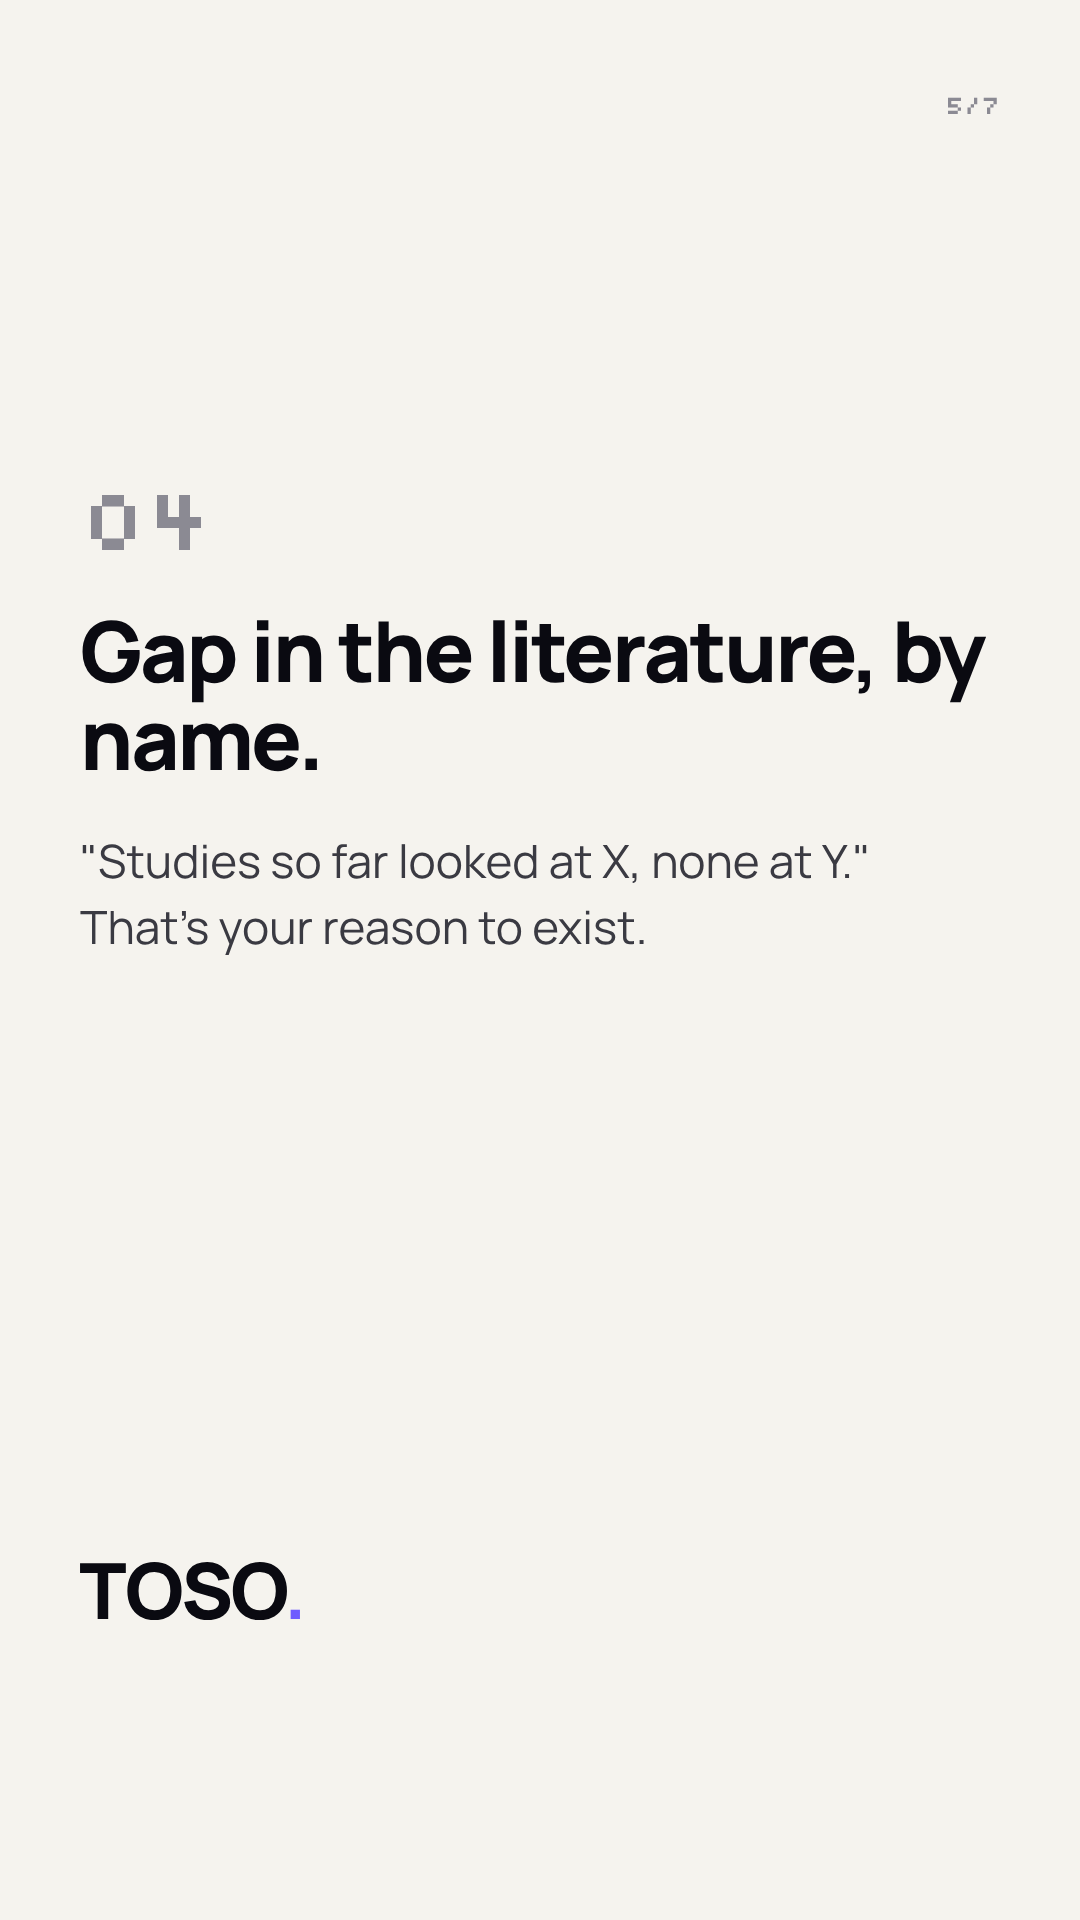 5/7
04
Gap in the literature, by
name.
"Studies so far looked at X, none at Y."
That’s your reason to exist.
TOSO.